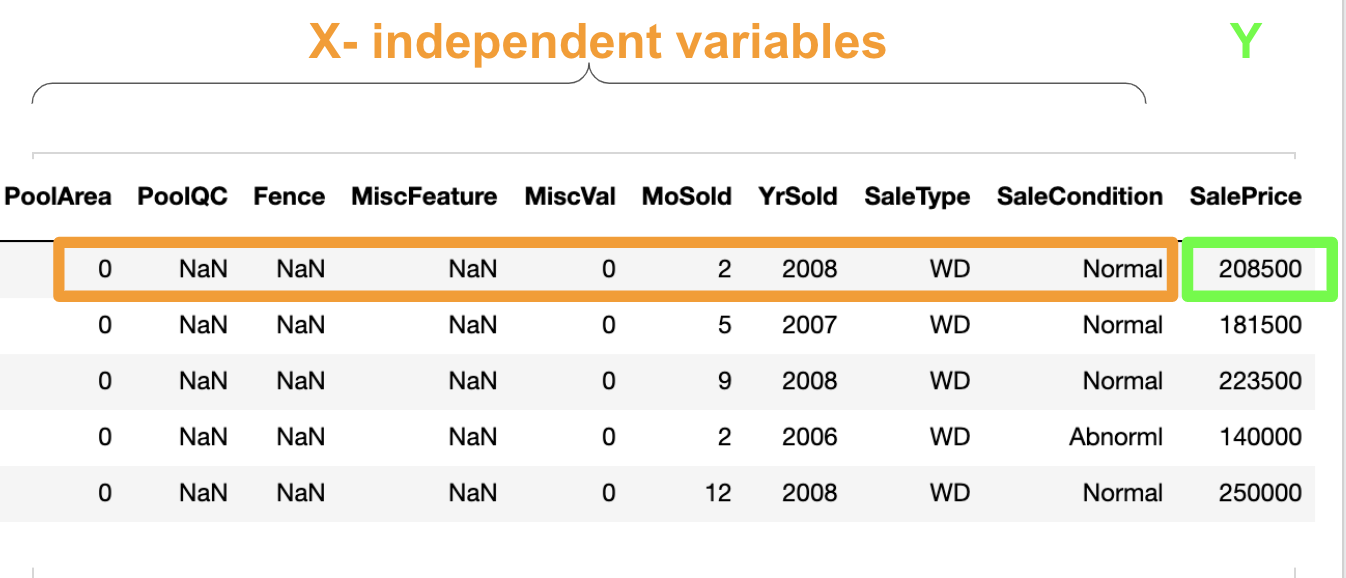 X- independent variables Y
PoolArea PoolQC Fence MiscFeature MiscVal MoSold YrSold SaleType SaleCondition SalePrice
0 NaN NaN NaN 0 2 2008 WD Normal 208500
0 NaN NaN NaN 0 5 2007 WD Normal 181500
0 NaN NaN NaN 0 9 2008 WD Normal 223500
0 NaN NaN NaN 0 2 2006 WD Abnorml 140000
0 NaN NaN NaN 0 12 2008 WD Normal 250000